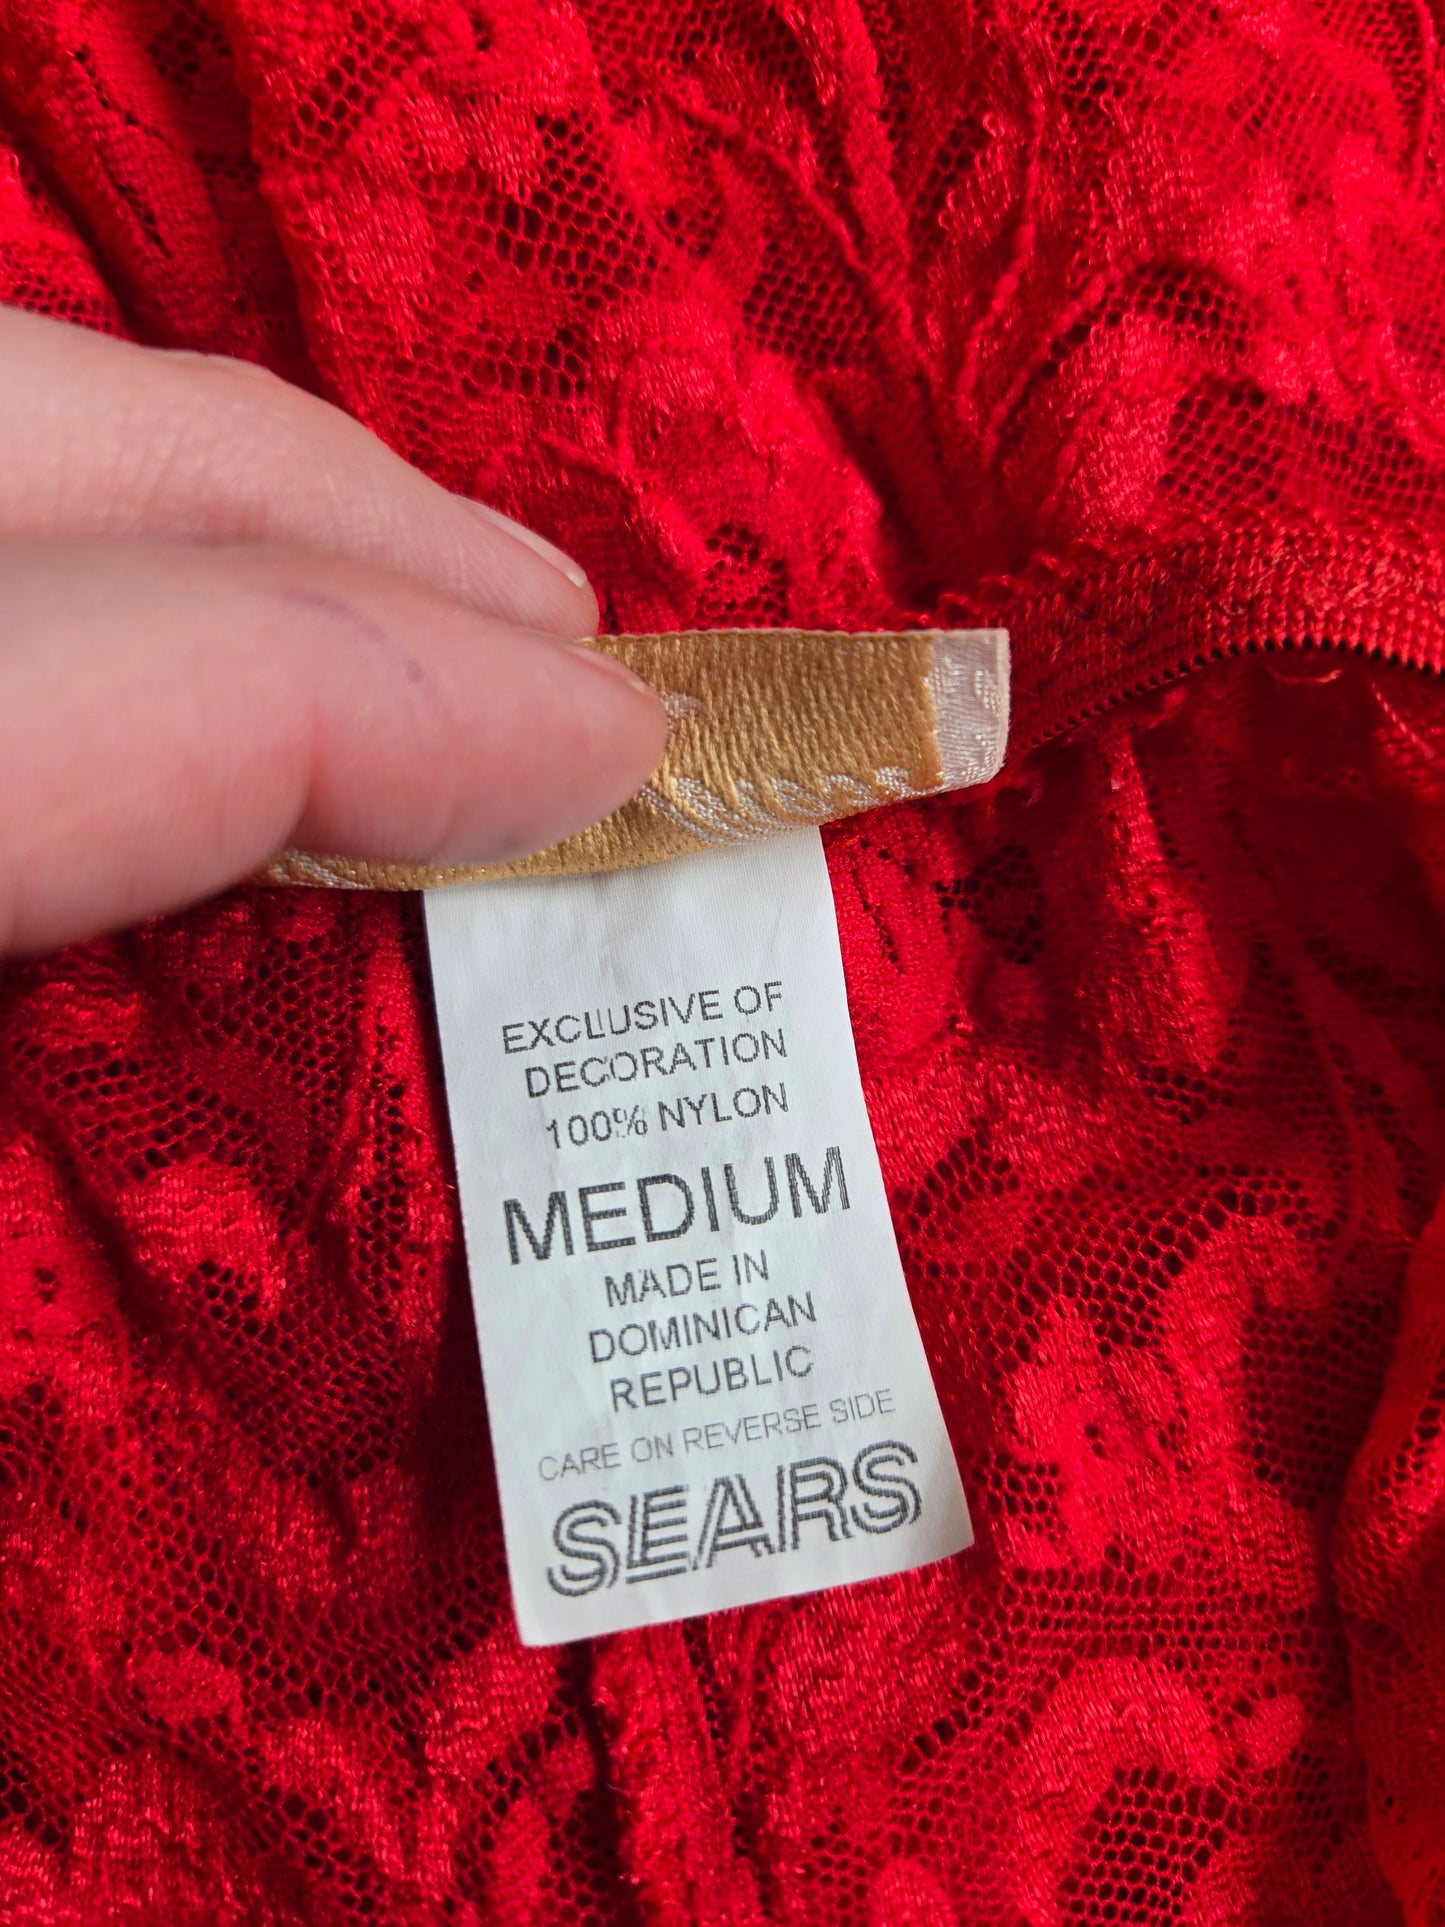 EXCLUSIVE OF
DECORATION
100% NYLON
MEDIUM
MADE IN
DOMINICAN
REPUBLIC
CARE ON REVERSE SIDE
SEARS